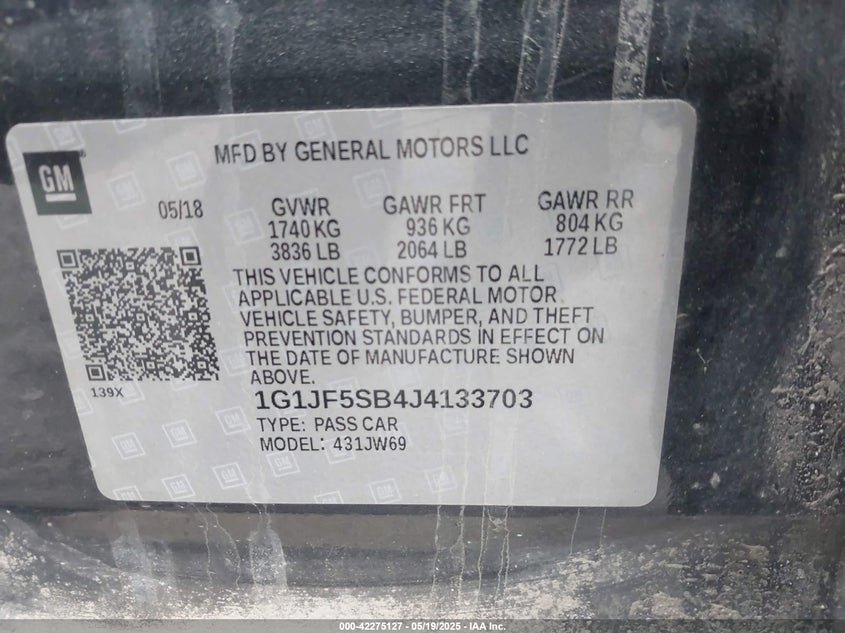 MFD BY GENERAL MOTORS LLC
GM
05/18
GVWR GAWR FRT GAWR RR
1740 KG 936 KG 804 KG
3836 LB 2064 LB 1772 LB
THIS VEHICLE CONFORMS TO ALL
APPLICABLE U.S. FEDERAL MOTOR
VEHICLE SAFETY, BUMPER, AND THEFT
PREVENTION STANDARDS IN EFFECT ON
THE DATE OF MANUFACTURE SHOWN
ABOVE.
139X
1G1JF5SB4J4133703
TYPE: PASS CAR
MODEL: 431JW69
000-42275127 - 05/19/2025 - IAA Inc.